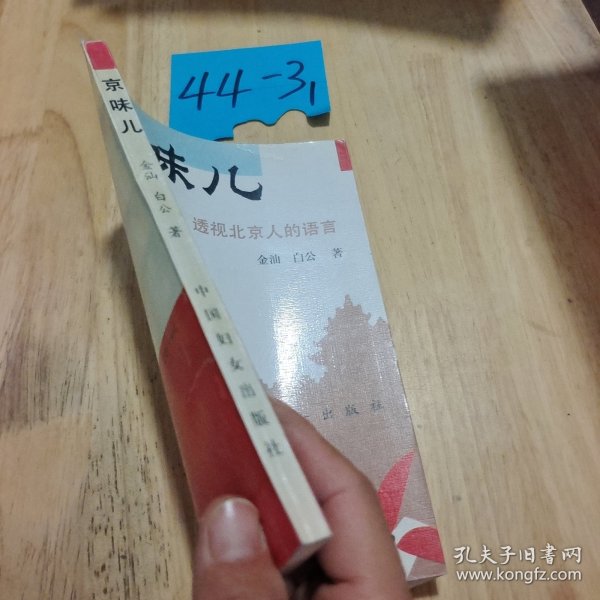 44-31
京味儿
金汕 白公 著
中国妇女出版社
味儿
透视北京人的语言
金汕 白公 著
出版社
孔夫子旧书网
www.kongfz.com